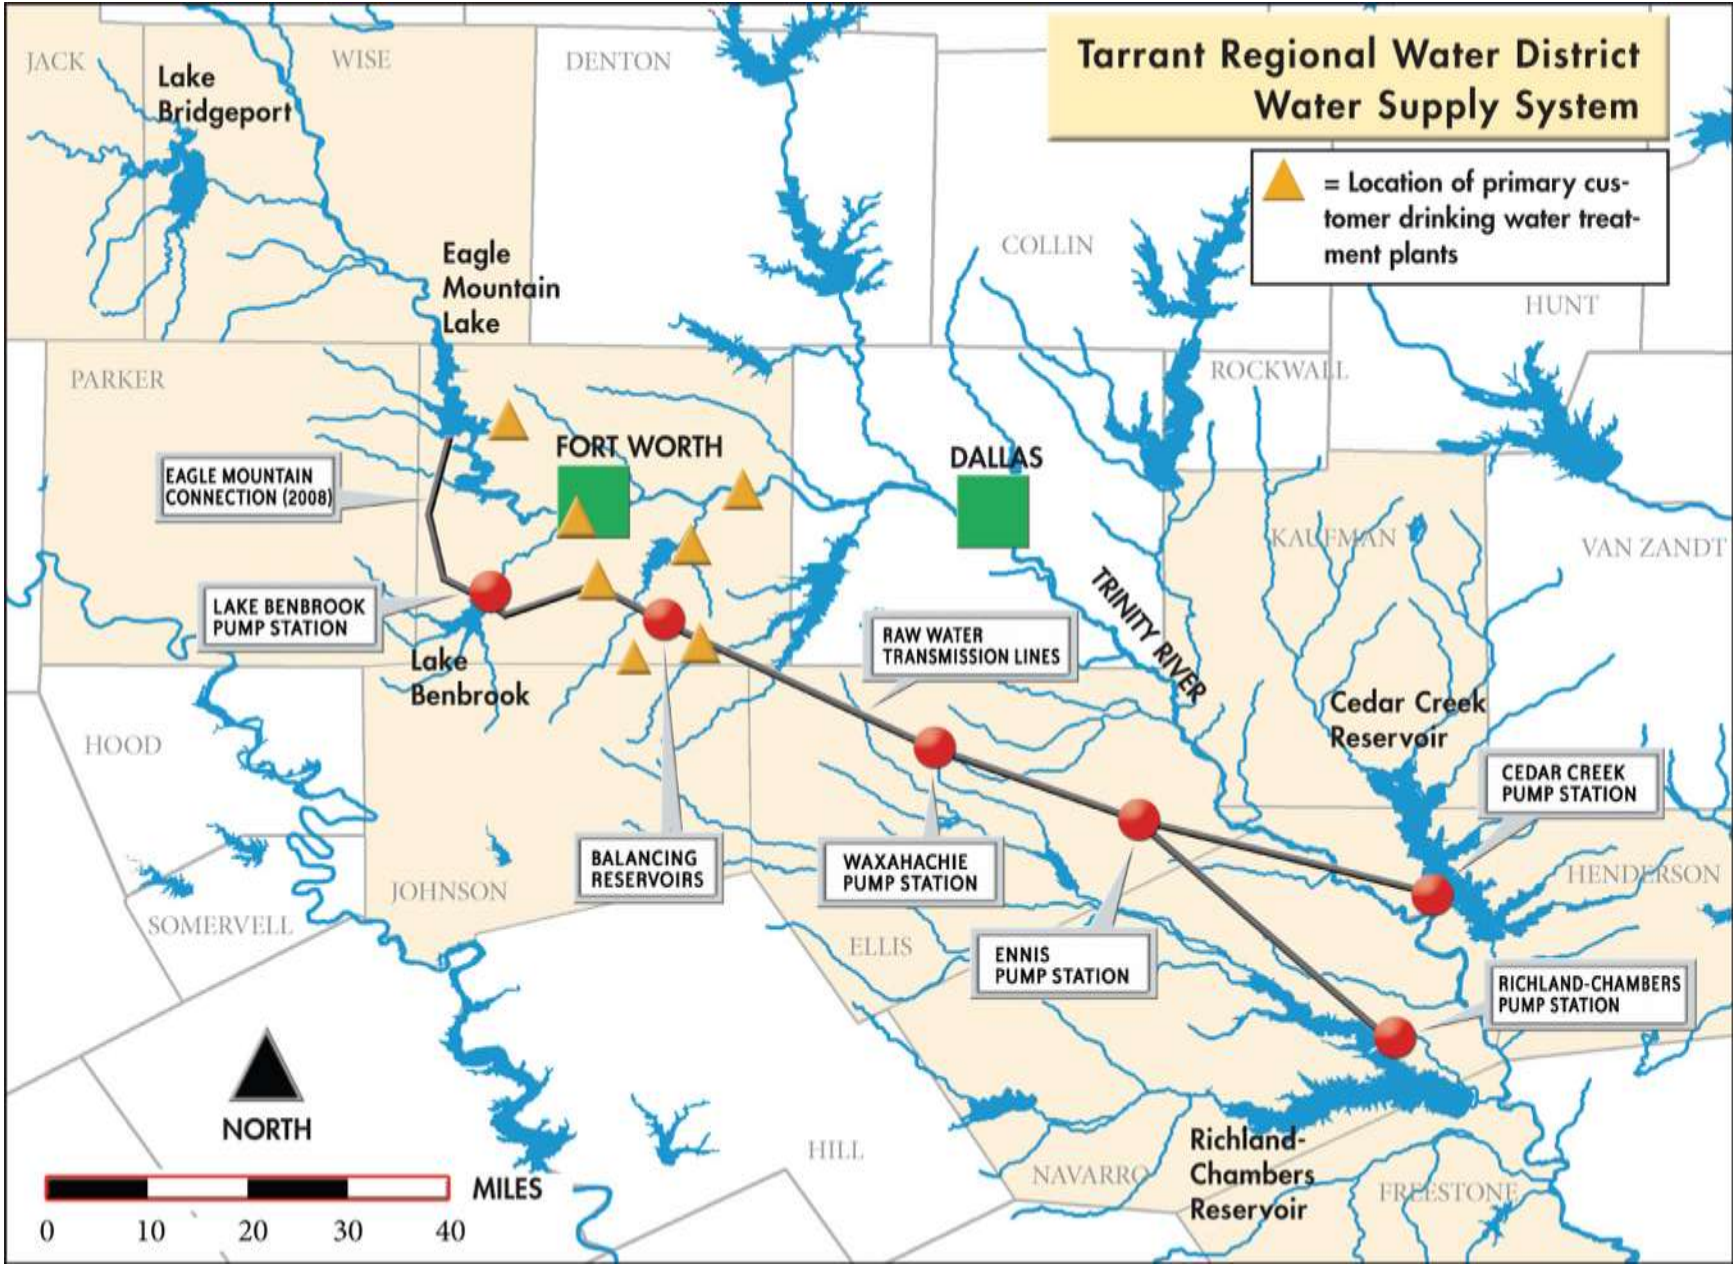 Tarrant Regional Water District
Water Supply System
= Location of primary cus-
tomer drinking water treat-
ment plants
JACK
WISE
DENTON
Lake
Bridgeport
COLLIN
HUNT
Eagle
Mountain
Lake
PARKER
ROCKWALL
FORT WORTH
DALLAS
EAGLE MOUNTAIN
CONNECTION (2008)
KAUFMAN
VAN ZANDT
LAKE BENBROOK
PUMP STATION
TRINITY RIVER
RAW WATER
TRANSMISSION LINES
Lake
Benbrook
Cedar Creek
Reservoir
HOOD
CEDAR CREEK
PUMP STATION
BALANCING
RESERVOIRS
WAXAHACHIE
PUMP STATION
JOHNSON
HENDERSON
SOMERVELL
ELLIS
ENNIS
PUMP STATION
RICHLAND-CHAMBERS
PUMP STATION
NORTH
HILL
NAVARRO
Richland-
Chambers
Reservoir
FREESTONE
MILES
0 10 20 30 40